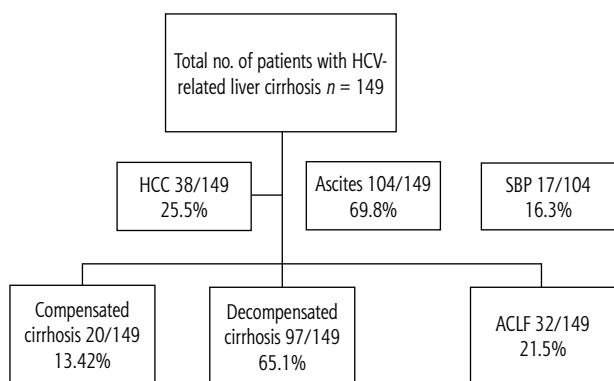 Total no. of patients with HCV-
related liver cirrhosis n = 149
HCC 38/149
25.5%
Ascites 104/149
69.8%
SBP 17/104
16.3%
Compensated
cirrhosis 20/149
13.42%
Decompensated
cirrhosis 97/149
65.1%
ACLF 32/149
21.5%